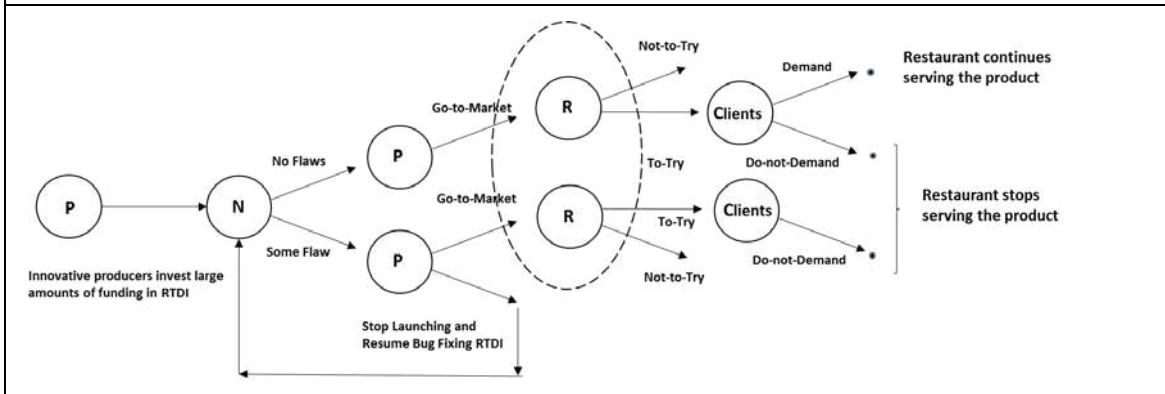 Not-to-Try
Demand
Restaurant continues
serving the product
Go-to-Market
R
Clients
No Flaws
P
Do-not-Demand
To-Try
P
N
Go-to-Market
Restaurant stops
serving the product
R
Clients
To-Try
Some Flaw
P
Do-not-Demand
Not-to-Try
Innovative producers invest large
amounts of funding in RTDI
Stop Launching and
Resume Bug Fixing RTDI